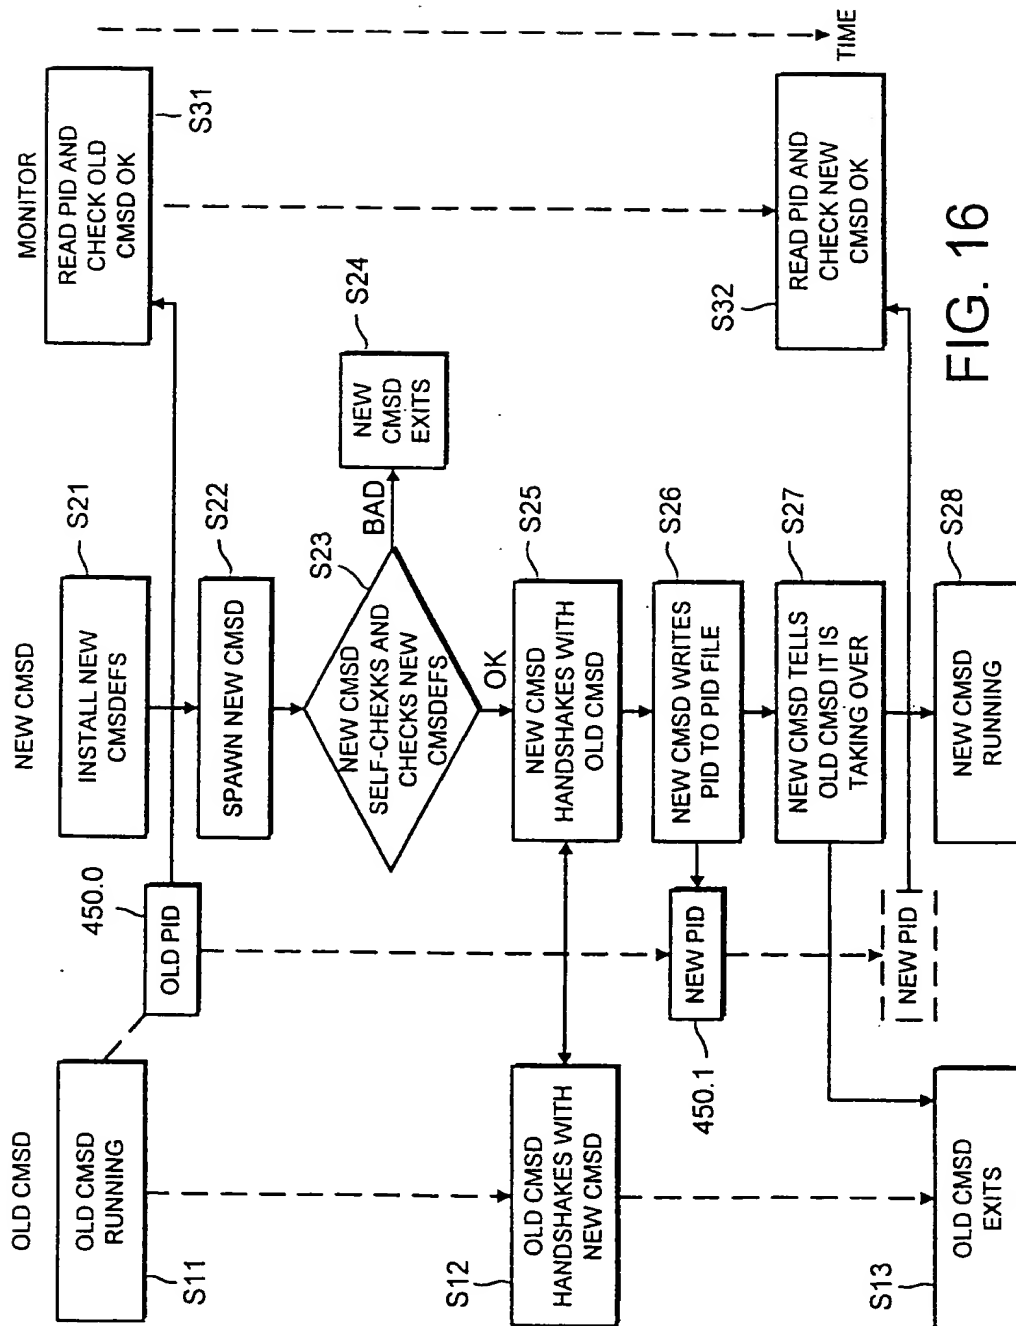 OLD CMSD
OLD CMSD
RUNNING
S11
OLD CMSD
HANDSHAKES WITH
NEW CMSD
S12
OLD CMSD
EXITS
S13
450.0
OLD PID
NEW PID
450.1
NEW PID
NEW CMSD
INSTALL NEW
CMSDEFS
S21
SPAWN NEW CMSD
S22
NEW CMSD
SELF-CHEXKS AND
CHECKS NEW
CMSDEFS
S23
BAD
OK
NEW
CMSD
EXITS
S24
NEW CMSD
HANDSHAKES WITH
OLD CMSD
S25
NEW CMSD WRITES
PID TO PID FILE
S26
NEW CMSD TELLS
OLD CMSD IT IS
TAKING OVER
S27
NEW CMSD
RUNNING
S28
MONITOR
READ PID AND
CHECK OLD
CMSD OK
S31
READ PID AND
CHECK NEW
CMSD OK
S32
TIME
FIG. 16